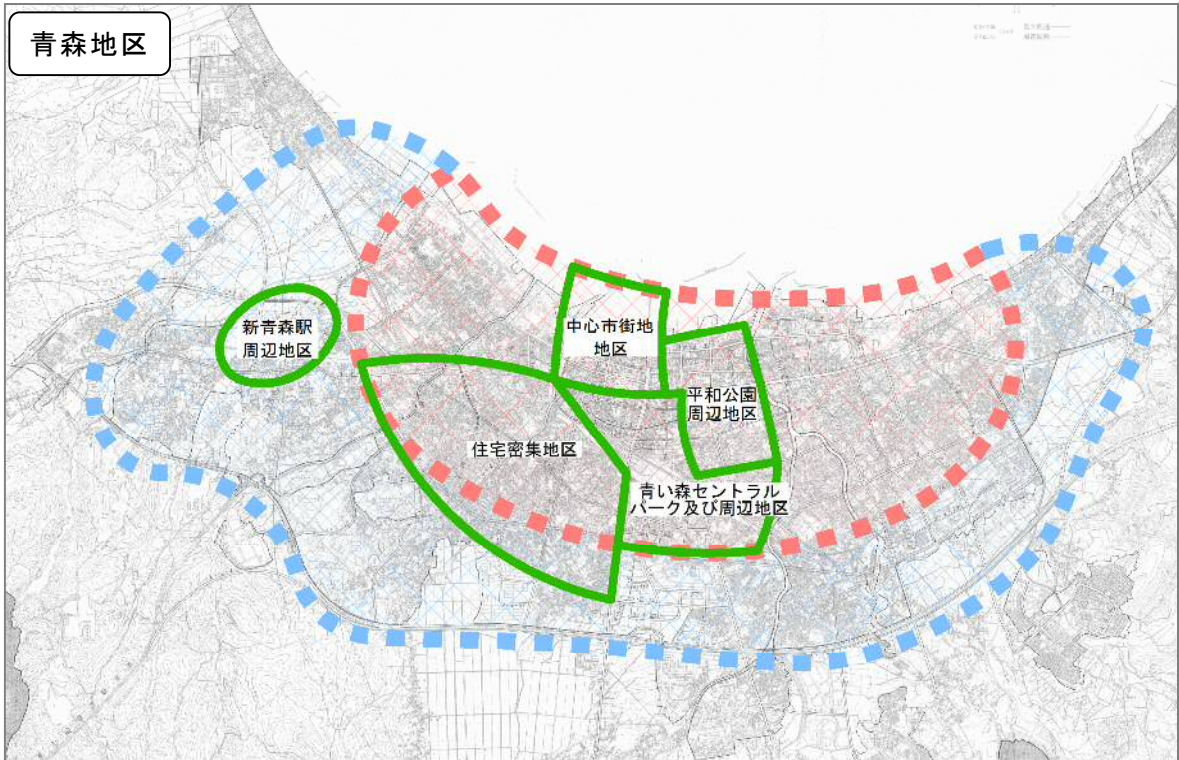 青森地区
新青森駅
周辺地区
中心市街地
地区
平和公園
周辺地区
住宅密集地区
青い森セントラル
パーク及び周辺地区